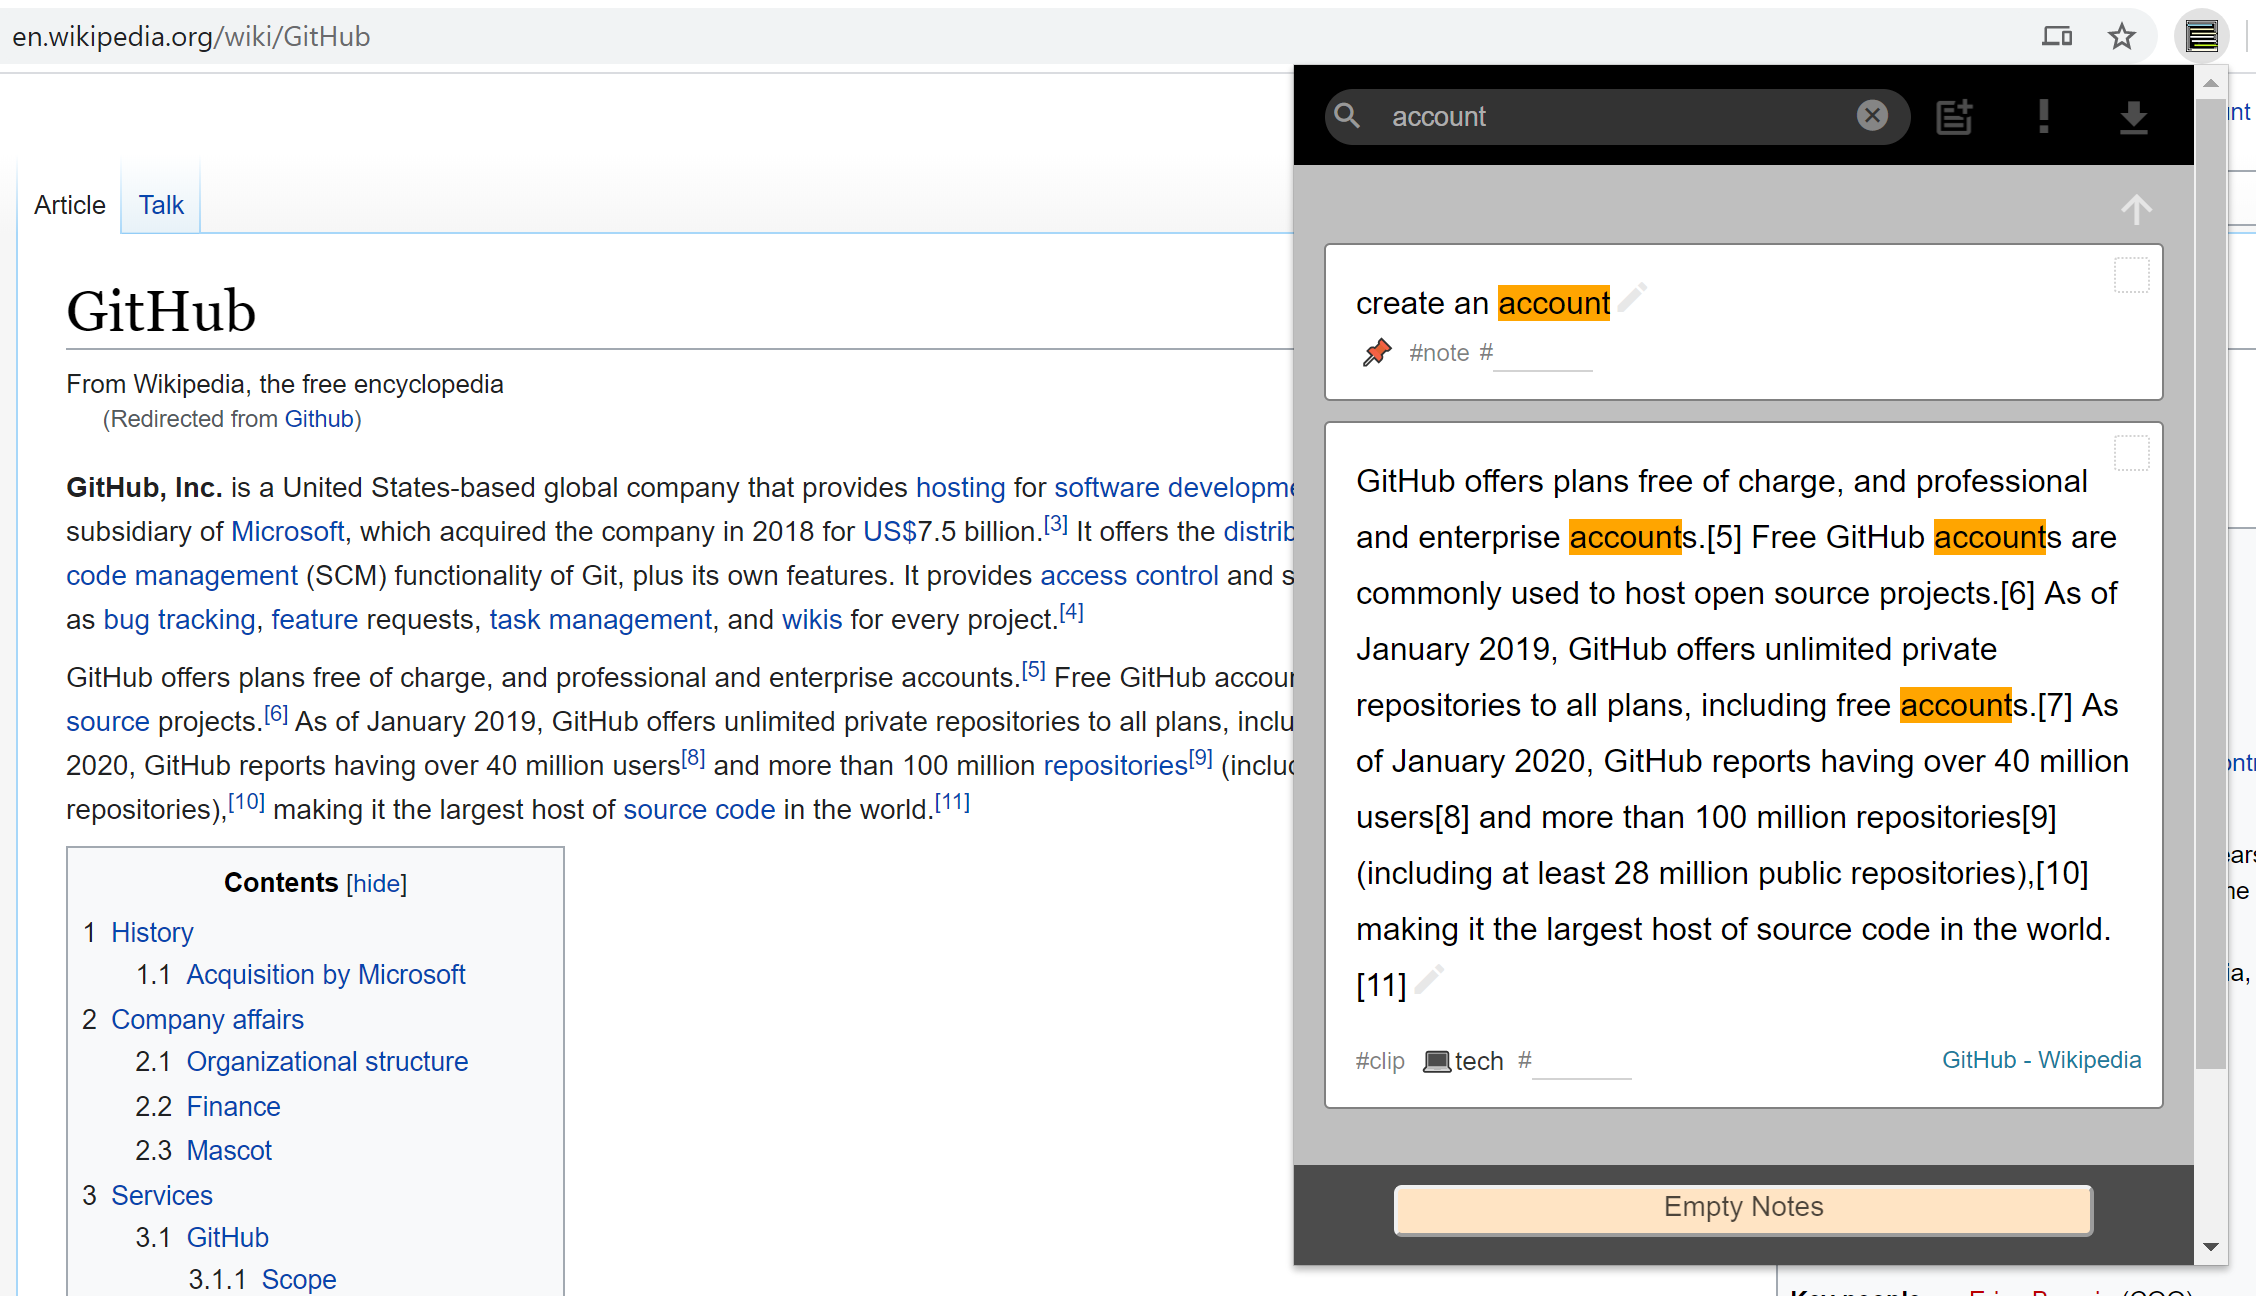 en.wikipedia.org/wiki/GitHub
Article
Talk
GitHub
From Wikipedia, the free encyclopedia
(Redirected from Github)
GitHub, Inc. is a United States-based global company that provides hosting for software developme
subsidiary of Microsoft, which acquired the company in 2018 for US$7.5 billion.[3] It offers the distrib
code management (SCM) functionality of Git, plus its own features. It provides access control and s
as bug tracking, feature requests, task management, and wikis for every project.[4]
GitHub offers plans free of charge, and professional and enterprise accounts.[5] Free GitHub accour
source projects.[6] As of January 2019, GitHub offers unlimited private repositories to all plans, inclu
2020, GitHub reports having over 40 million users[8] and more than 100 million repositories[9] (includ
repositories),[10] making it the largest host of source code in the world.[11]
Contents [hide]
1 History
1.1 Acquisition by Microsoft
2 Company affairs
2.1 Organizational structure
2.2 Finance
2.3 Mascot
3 Services
3.1 GitHub
3.1.1 Scope
account
create an account
#note #
GitHub offers plans free of charge, and professional
and enterprise accounts.[5] Free GitHub accounts are
commonly used to host open source projects.[6] As of
January 2019, GitHub offers unlimited private
repositories to all plans, including free accounts.[7] As
of January 2020, GitHub reports having over 40 million
users[8] and more than 100 million repositories[9]
(including at least 28 million public repositories),[10]
making it the largest host of source code in the world.
[11]
#clip tech #
GitHub - Wikipedia
Empty Notes